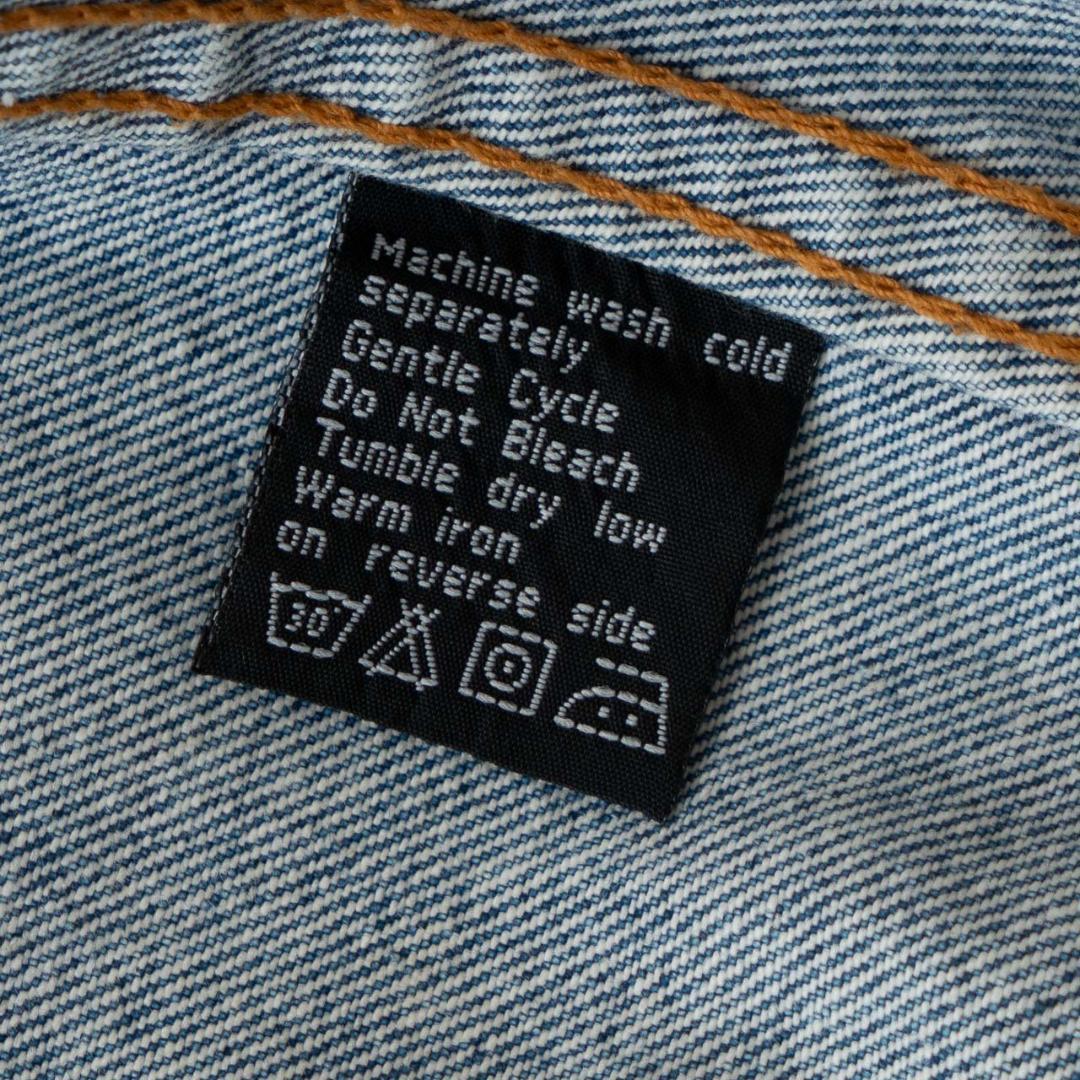 Machine wash cold
separately
Gentle Cycle
Do Not Bleach
Tumble dry low
Warm iron
on reverse side
30